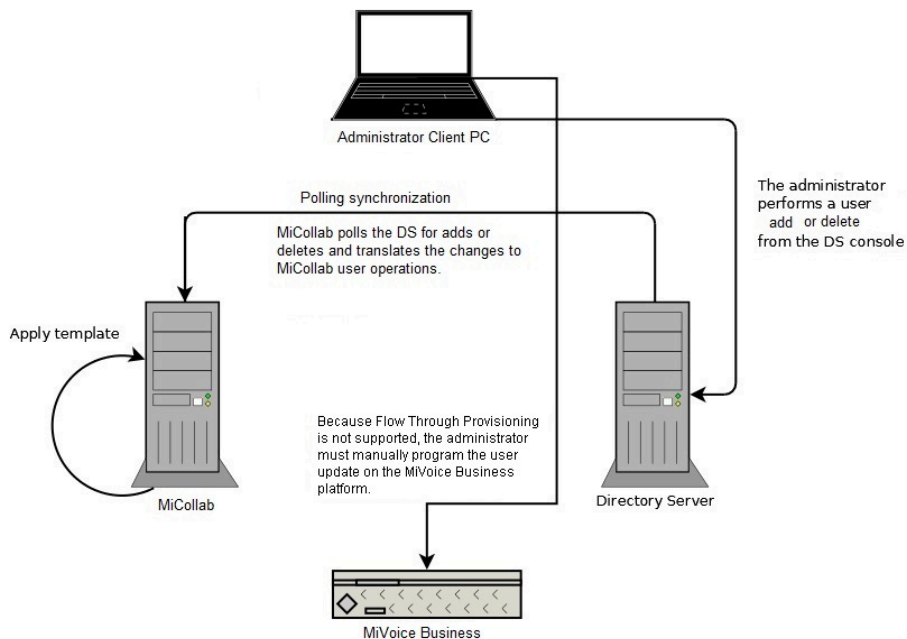 Administrator Client PC
Polling synchronization
MiCollab polls the DS for adds or
deletes and translates the changes to
MiCollab user operations.
The administrator
performs a user
add or delete
from the DS console
Apply template
Because Flow Through Provisioning
is not supported, the administrator
must manually program the user
update on the MiVoice Business
platform.
MiCollab
Directory Server
MiVoice Business